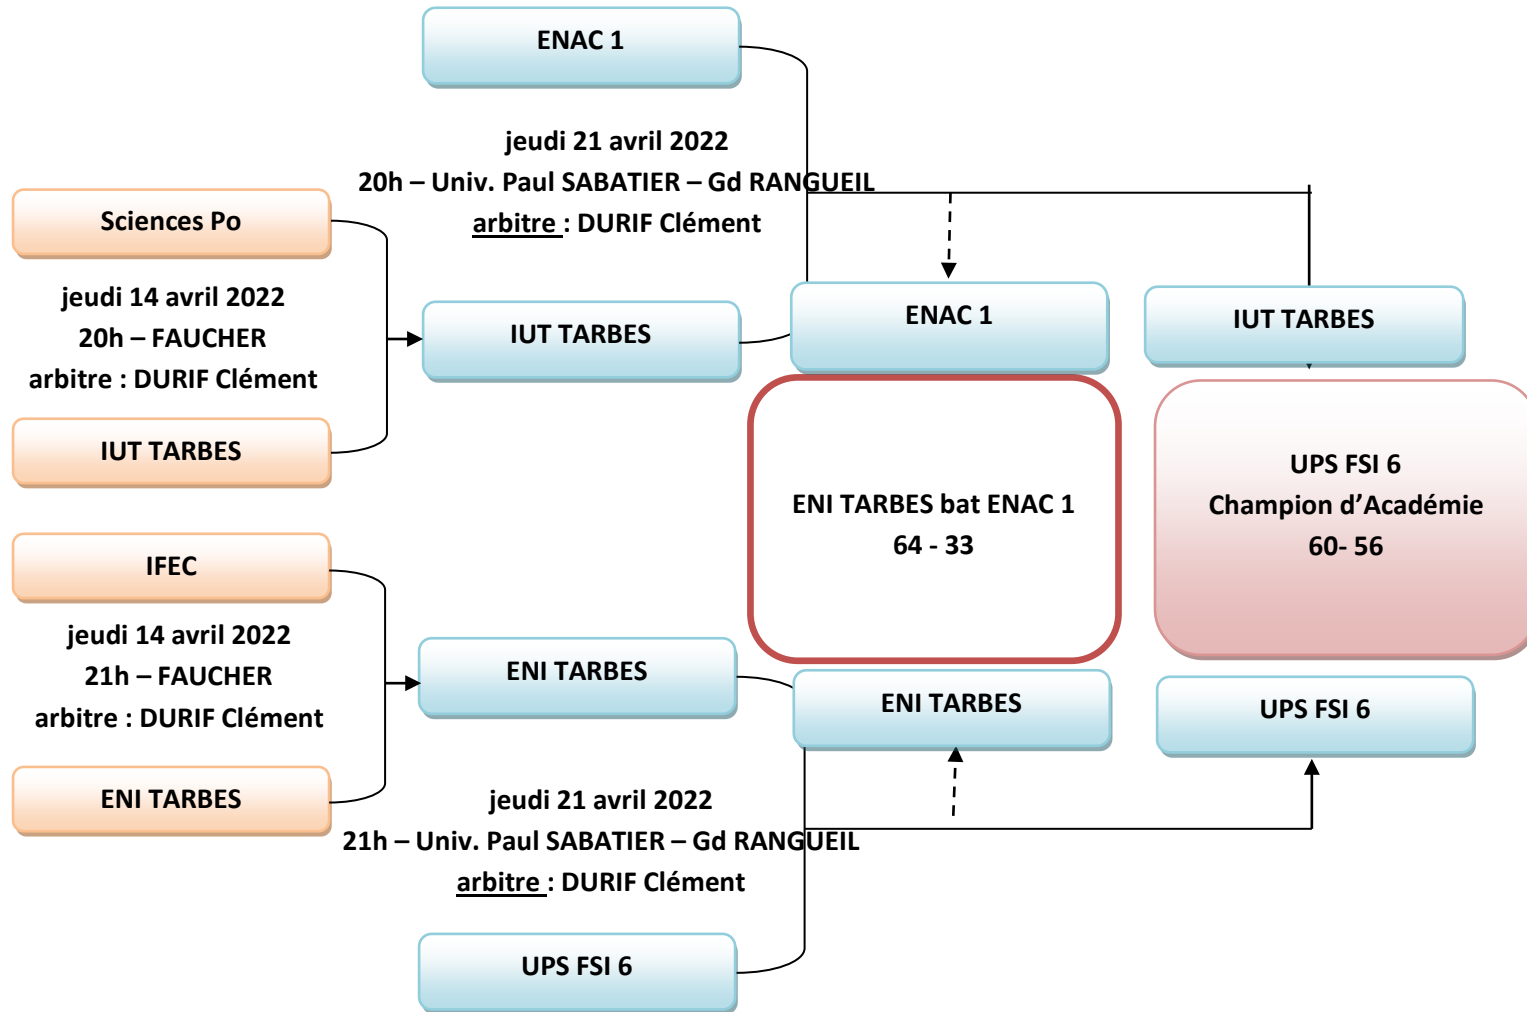 ENAC 1
jeudi 21 avril 2022
20h – Univ. Paul SABATIER – Gd RANGUEIL
arbitre : DURIF Clément
Sciences Po
jeudi 14 avril 2022
20h – FAUCHER
arbitre : DURIF Clément
IUT TARBES
IUT TARBES
ENAC 1
IUT TARBES
ENI TARBES bat ENAC 1
64 - 33
UPS FSI 6
Champion d’Académie
60- 56
IFEC
jeudi 14 avril 2022
21h – FAUCHER
arbitre : DURIF Clément
ENI TARBES
ENI TARBES
ENI TARBES
UPS FSI 6
jeudi 21 avril 2022
21h – Univ. Paul SABATIER – Gd RANGUEIL
arbitre : DURIF Clément
UPS FSI 6